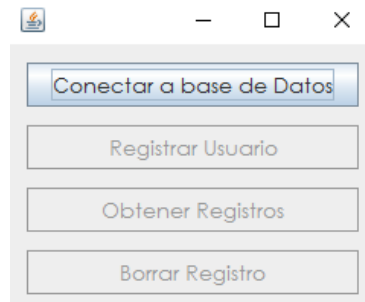 Conectar a base de Datos
Registrar Usuario
Obtener Registros
Borrar Registro